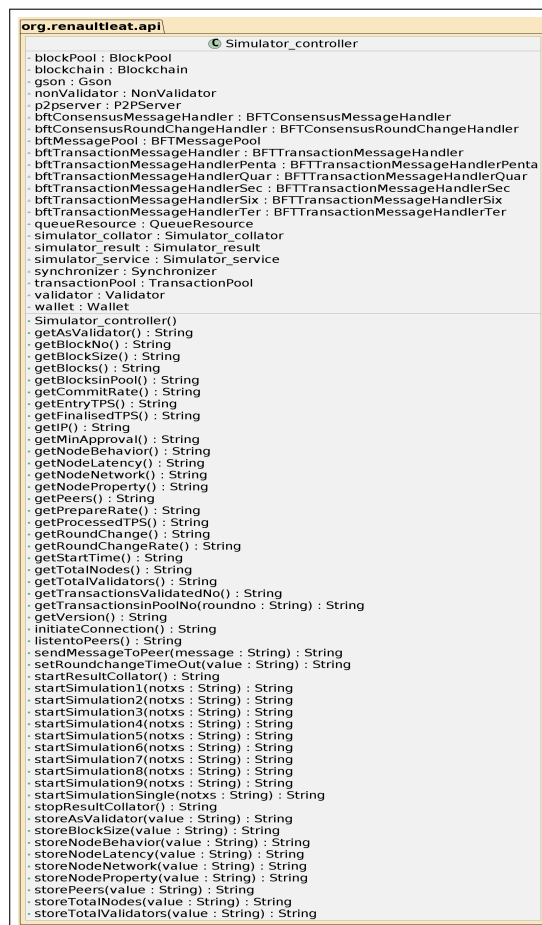 org.renaultleat.api
C Simulator_controller
blockPool : BlockPool
blockchain : Blockchain
gson : Gson
nonValidator : NonValidator
p2pserver : P2PServer
bftConsensusMessageHandler : BFTConsensusMessageHandler
bftConsensusRoundChangeHandler : BFTConsensusRoundChangeHandler
bftMessagePool : BFTMessagePool
bftTransactionMessageHandler : BFTTransactionMessageHandler
bftTransactionMessageHandlerPenta : BFTTransactionMessageHandlerPenta
bftTransactionMessageHandlerQuar : BFTTransactionMessageHandlerQuar
bftTransactionMessageHandlerSec : BFTTransactionMessageHandlerSec
bftTransactionMessageHandlerSix : BFTTransactionMessageHandlerSix
bftTransactionMessageHandlerTer : BFTTransactionMessageHandlerTer
queueResource : QueueResource
simulator_collator : Simulator_collator
simulator_result : Simulator_result
simulator_service : Simulator_service
synchronizer : Synchronizer
transactionPool : TransactionPool
validator : Validator
wallet : Wallet
Simulator_controller()
getAsValidator() : String
getBlockNo() : String
getBlockSize() : String
getBlocks() : String
getBlocksinPool() : String
getCommitRate() : String
getEntryTPS() : String
getFinalisedTPS() : String
getIP() : String
getMinApproval() : String
getNodeBehavior() : String
getNodeLatency() : String
getNodeNetwork() : String
getNodeProperty() : String
getPeers() : String
getPrepareRate() : String
getProcessedTPS() : String
getRoundChange() : String
getRoundChangeRate() : String
getStartTime() : String
getTotalNodes() : String
getTotalValidators() : String
getTransactionsValidatedNo() : String
getTransactionsinPoolNo(roundno : String) : String
getVersion() : String
initiateConnection() : String
listentoPeers() : String
sendMessageToPeer(message : String) : String
setRoundchangeTimeOut(value : String) : String
startResultCollator() : String
startSimulation1(notxs : String) : String
startSimulation2(notxs : String) : String
startSimulation3(notxs : String) : String
startSimulation4(notxs : String) : String
startSimulation5(notxs : String) : String
startSimulation6(notxs : String) : String
startSimulation7(notxs : String) : String
startSimulation8(notxs : String) : String
startSimulation9(notxs : String) : String
startSimulationSingle(notxs : String) : String
stopResultCollator() : String
storeAsValidator(value : String) : String
storeBlockSize(value : String) : String
storeNodeBehavior(value : String) : String
storeNodeLatency(value : String) : String
storeNodeNetwork(value : String) : String
storeNodeProperty(value : String) : String
storePeers(value : String) : String
storeTotalNodes(value : String) : String
storeTotalValidators(value : String) : String